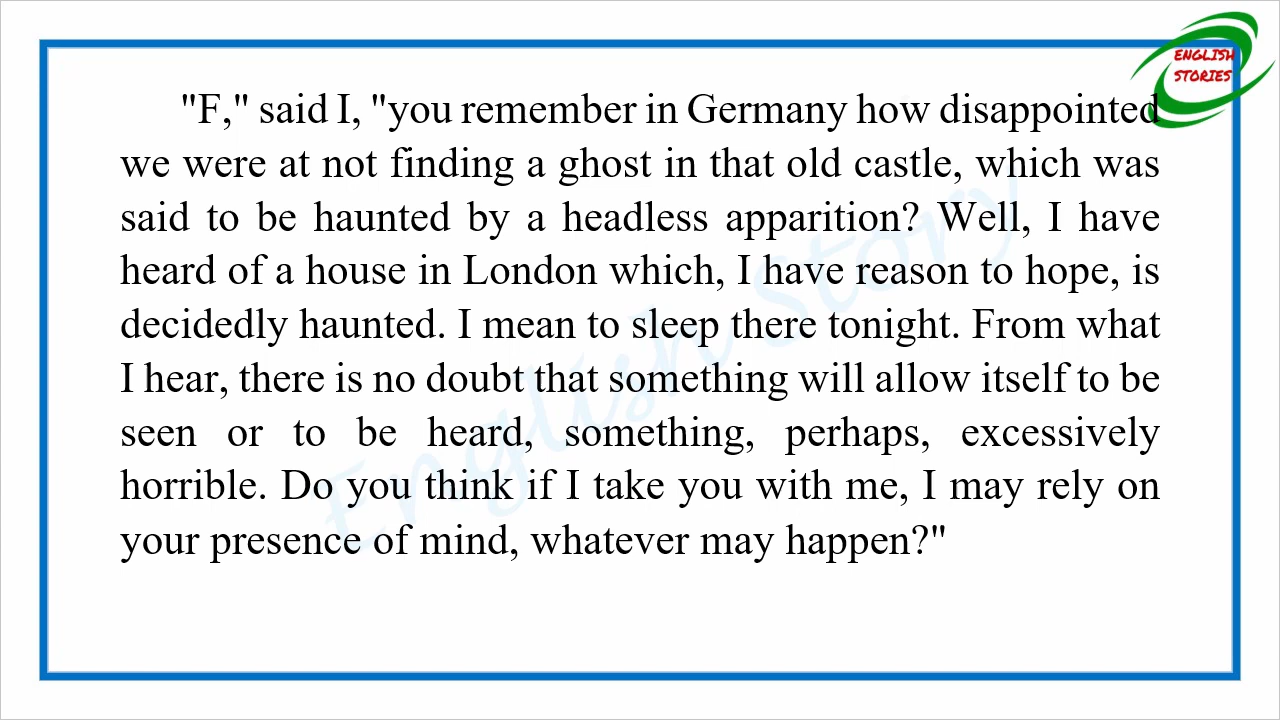 ENGLISH
STORIES
"F," said I, "you remember in Germany how disappointed
we were at not finding a ghost in that old castle, which was
said to be haunted by a headless apparition? Well, I have
heard of a house in London which, I have reason to hope, is
decidedly haunted. I mean to sleep there tonight. From what
I hear, there is no doubt that something will allow itself to be
seen or to be heard, something, perhaps, excessively
horrible. Do you think if I take you with me, I may rely on
your presence of mind, whatever may happen?"
English Story